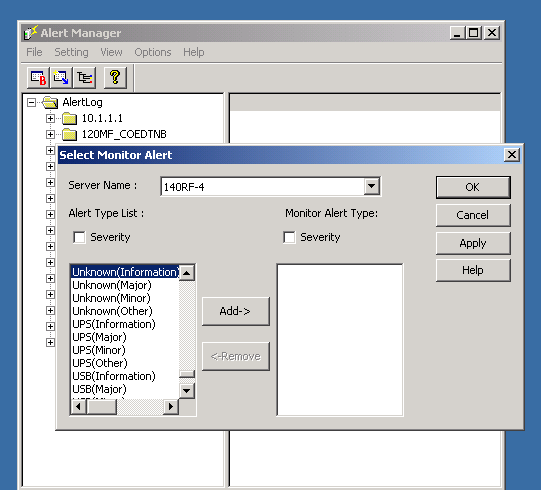 Alert Manager
File Setting View Options Help
B ?
AlertLog
10.1.1.1
120MF_COEDTNB
Select Monitor Alert
Server Name : 140RF-4 OK
Alert Type List : Monitor Alert Type: Cancel
Severity Severity Apply
Help
Unknown(Information)
Unknown(Major)
Unknown(Minor)
Unknown(Other)
UPS(Information)
UPS(Major)
UPS(Minor)
UPS(Other)
USB(Information)
USB(Major)
Add->
<-Remove